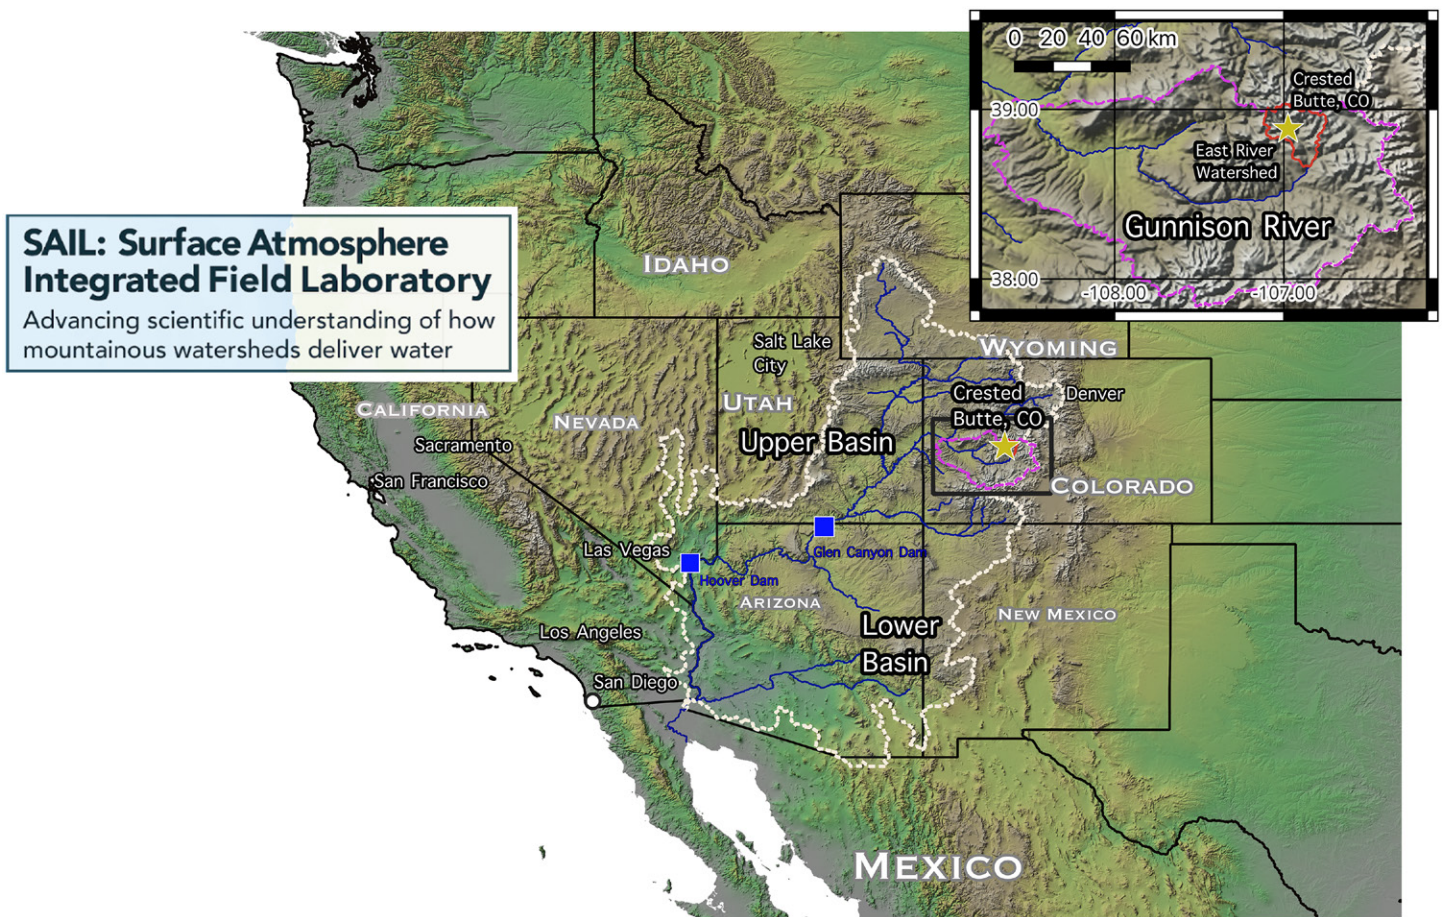 SAIL: Surface Atmosphere
Integrated Field Laboratory
Advancing scientific understanding of how
mountainous watersheds deliver water
0 20 40 60 km
Crested
Butte, CO
39.00
East River
Watershed
Gunnison River
38.00
-108.00
-107.00
IDAHO
WYOMING
Salt Lake
City
Denver
Crested
Butte, CO
CALIFORNIA
NEVADA
UTAH
Upper Basin
Sacramento
San Francisco
COLORADO
Las Vegas
Glen Canyon Dam
Hoover Dam
ARIZONA
NEW MEXICO
Lower
Basin
Los Angeles
San Diego
MEXICO